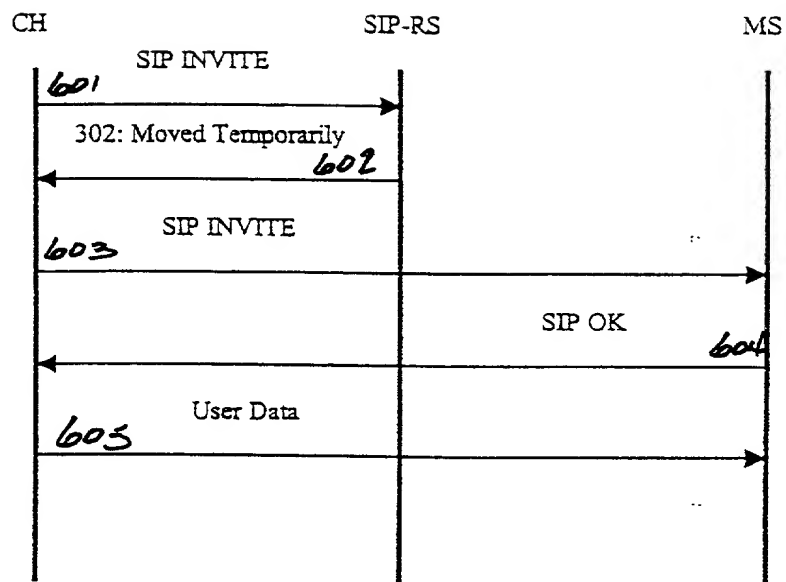 CH SIP-RS MS
SIP INVITE
601
302: Moved Temporarily
602
SIP INVITE
603
SIP OK
604
User Data
605